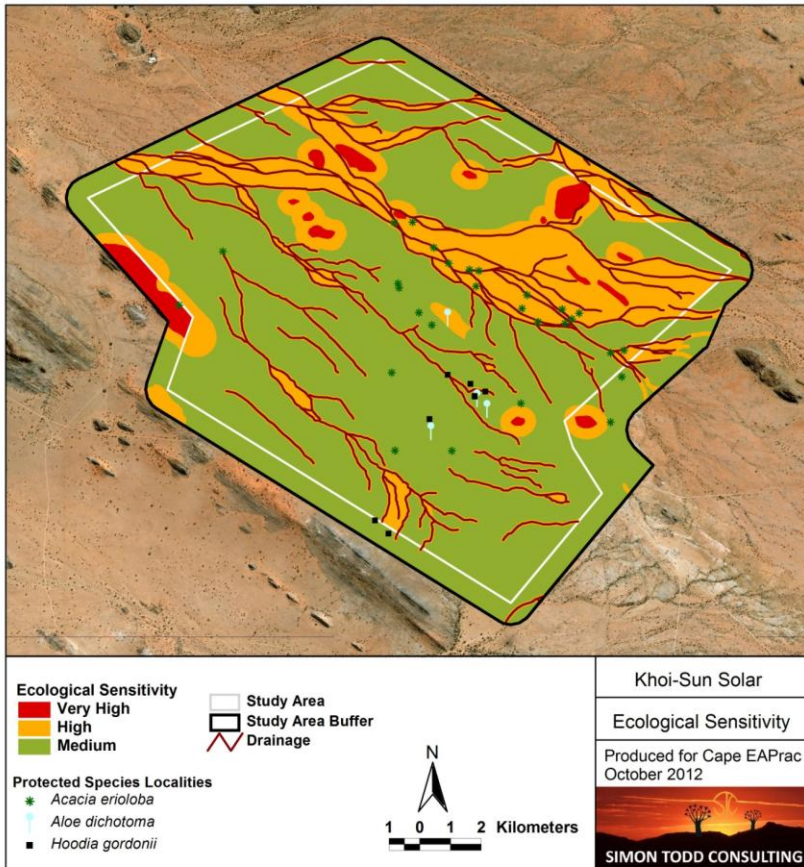 Ecological Sensitivity
Very High
High
Medium
Study Area
Study Area Buffer
Drainage
Protected Species Localities
Acacia erioloba
Aloe dichotoma
Hoodia gordonii
N
1 0 1 2 Kilometers
Khoi-Sun Solar
Ecological Sensitivity
Produced for Cape EAPrac
October 2012
SIMON TODD CONSULTING